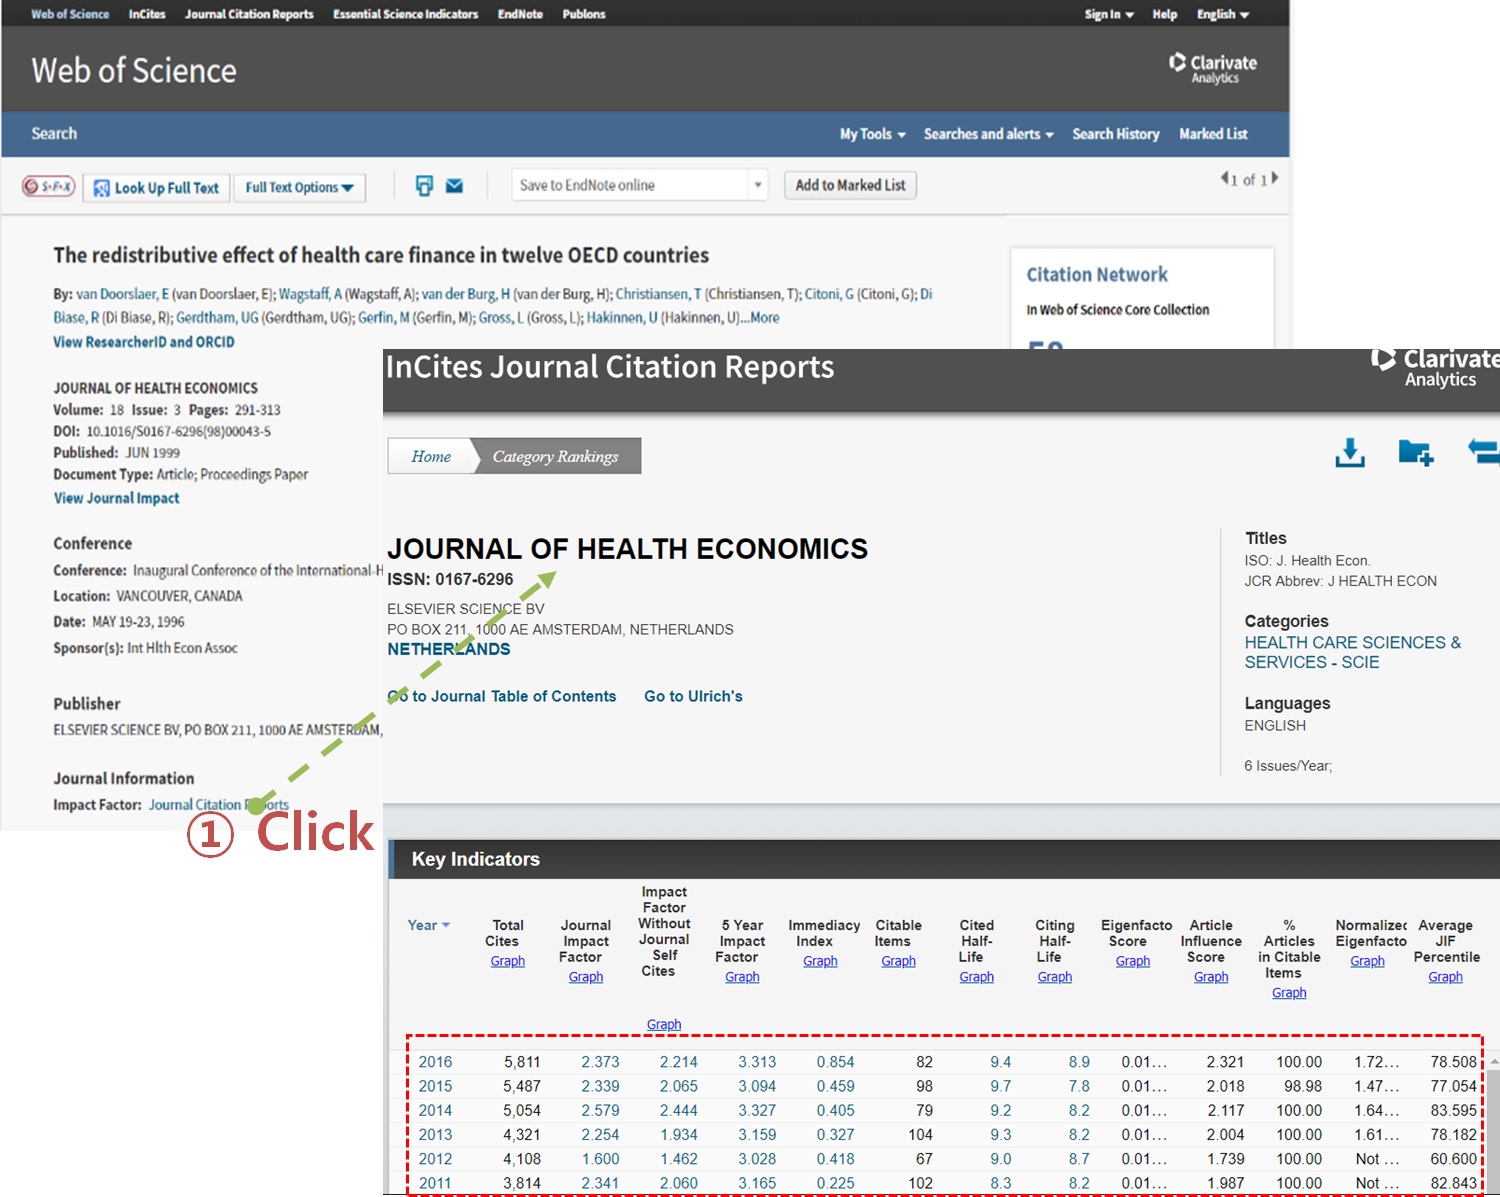 Web of Science InCites Journal Citation Reports Essential Science Indicators EndNote Publons Sign In Help English
Web of Science
Clarivate
Analytics
Search My Tools Searches and alerts Search History Marked List
S·F·X Look Up Full Text Full Text Options Save to EndNote online Add to Marked List 1 of 1
The redistributive effect of health care finance in twelve OECD countries
By: van Doorslaer, E (van Doorslaer, E); Wagstaff, A (Wagstaff, A); van der Burg, H (van der Burg, H); Christiansen, T (Christiansen, T); Citoni, G (Citoni, G); Di
Biase, R (Di Biase, R); Gerdtham, UG (Gerdtham, UG); Gerfin, M (Gerfin, M); Gross, L (Gross, L); Hakinnen, U (Hakinnen, U)...More
View ResearcherID and ORCID
Citation Network
In Web of Science Core Collection
JOURNAL OF HEALTH ECONOMICS
Volume: 18 Issue: 3 Pages: 291-313
DOI: 10.1016/S0167-6296(98)00043-5
Published: JUN 1999
Document Type: Article; Proceedings Paper
View Journal Impact
Conference
Conference: Inaugural Conference of the International-H
Location: VANCOUVER, CANADA
Date: MAY 19-23, 1996
Sponsor(s): Int Hlth Econ Assoc
Publisher
ELSEVIER SCIENCE BV, PO BOX 211, 1000 AE AMSTERDAM,
Journal Information
Impact Factor: Journal Citation Reports
① Click
InCites Journal Citation Reports
Clarivate
Analytics
Home Category Rankings
JOURNAL OF HEALTH ECONOMICS
ISSN: 0167-6296
ELSEVIER SCIENCE BV
PO BOX 211, 1000 AE AMSTERDAM, NETHERLANDS
NETHERLANDS
Go to Journal Table of Contents Go to Ulrich's
Titles
ISO: J. Health Econ.
JCR Abbrev: J HEALTH ECON
Categories
HEALTH CARE SCIENCES &
SERVICES - SCIE
Languages
ENGLISH
6 Issues/Year;
Key Indicators
Year
Total
Cites
Graph
Journal
Impact
Factor
Graph
Impact
Factor
Without
Journal
Self
Cites
Graph
5 Year
Impact
Factor
Graph
Immediacy
Index
Graph
Citable
Items
Graph
Cited
Half-
Life
Graph
Citing
Half-
Life
Graph
Eigenfacto
Score
Graph
Article
Influence
Score
Graph
%
Articles
in Citable
Items
Graph
Normalized
Eigenfacto
Graph
Average
JIF
Percentile
Graph
2016 5,811 2.373 2.214 3.313 0.854 82 9.4 8.9 0.01... 2.321 100.00 1.72... 78.508
2015 5,487 2.339 2.065 3.094 0.459 98 9.7 7.8 0.01... 2.018 98.98 1.47... 77.054
2014 5,054 2.579 2.444 3.327 0.405 79 9.2 8.2 0.01... 2.117 100.00 1.64... 83.595
2013 4,321 2.254 1.934 3.159 0.327 104 9.3 8.2 0.01... 2.004 100.00 1.61... 78.182
2012 4,108 1.600 1.462 3.028 0.418 67 9.0 8.7 0.01... 1.739 100.00 Not ... 60.600
2011 3,814 2.341 2.060 3.165 0.225 102 8.3 8.2 0.01... 1.987 100.00 Not ... 82.843